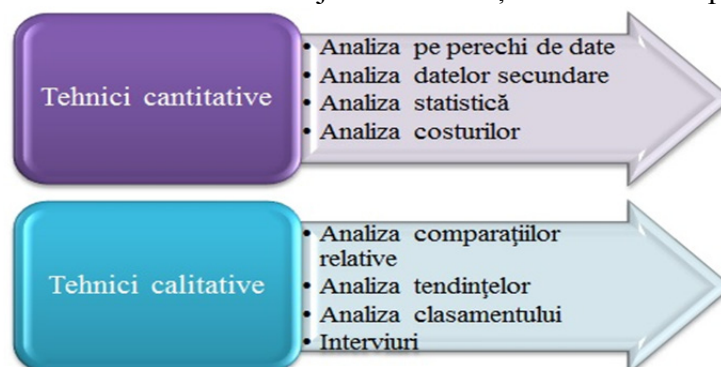 Tehnici cantitative
• Analiza pe perechi de date
• Analiza datelor secundare
• Analiza statistică
• Analiza costurilor
Tehnici calitative
• Analiza comparaţiilor
relative
• Analiza tendinţelor
• Analiza clasamentului
• Interviuri